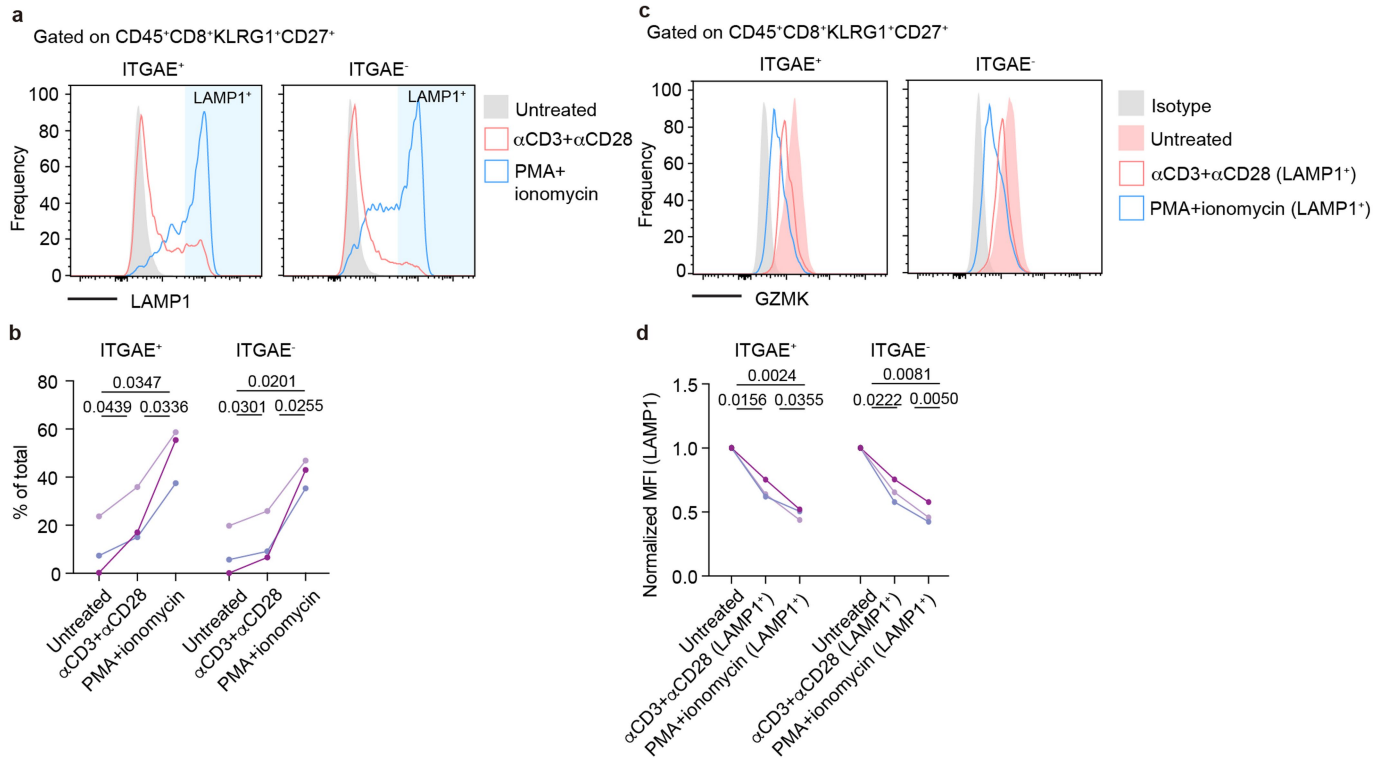 a
Gated on CD45⁺CD8⁺KLRG1⁺CD27⁺
ITGAE⁺
ITGAE⁻
100
80
60
40
20
0
Frequency
LAMP1⁺
LAMP1⁺
LAMP1
Untreated
αCD3+αCD28
PMA+
ionomycin
b
ITGAE⁺
ITGAE⁻
80
60
40
20
0
% of total
0.0347
0.0439
0.0336
0.0201
0.0301
0.0255
Untreated
αCD3+αCD28
PMA+ionomycin
Untreated
αCD3+αCD28
PMA+ionomycin
c
Gated on CD45⁺CD8⁺KLRG1⁺CD27⁺
ITGAE⁺
ITGAE⁻
100
80
60
40
20
0
Frequency
GZMK
Isotype
Untreated
αCD3+αCD28 (LAMP1⁺)
PMA+ionomycin (LAMP1⁺)
d
ITGAE⁺
ITGAE⁻
1.5
1.0
0.5
0.0
Normalized MFI (LAMP1)
0.0024
0.0156
0.0355
0.0081
0.0222
0.0050
Untreated
αCD3+αCD28 (LAMP1⁺)
PMA+ionomycin (LAMP1⁺)
Untreated
αCD3+αCD28 (LAMP1⁺)
PMA+ionomycin (LAMP1⁺)